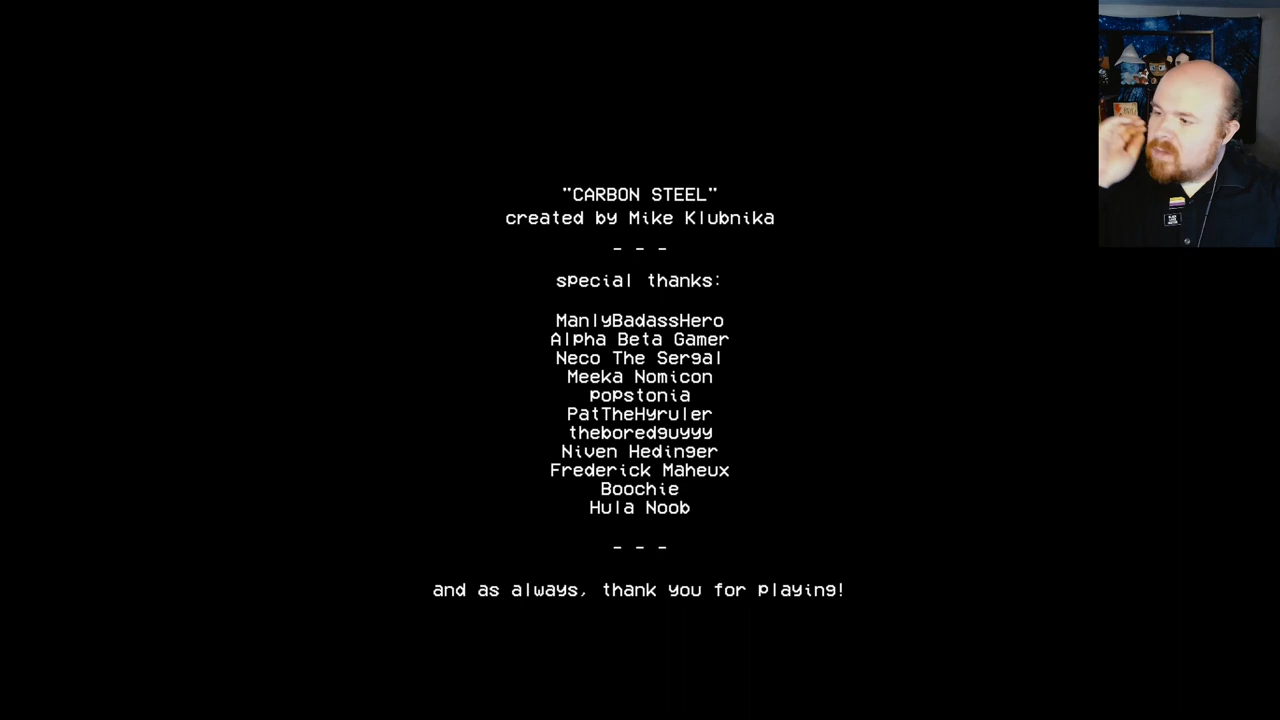 "CARBON STEEL"
created by Mike Klubnika
- - -
special thanks:
ManlyBadassHero
Alpha Beta Gamer
Neco The Sergal
Meeka Nomicon
popstonia
PatTheHyruler
theboredguyyy
Niven Hedinger
Frederick Maheux
Boochie
Hula Noob
- - -
and as always, thank you for playing!